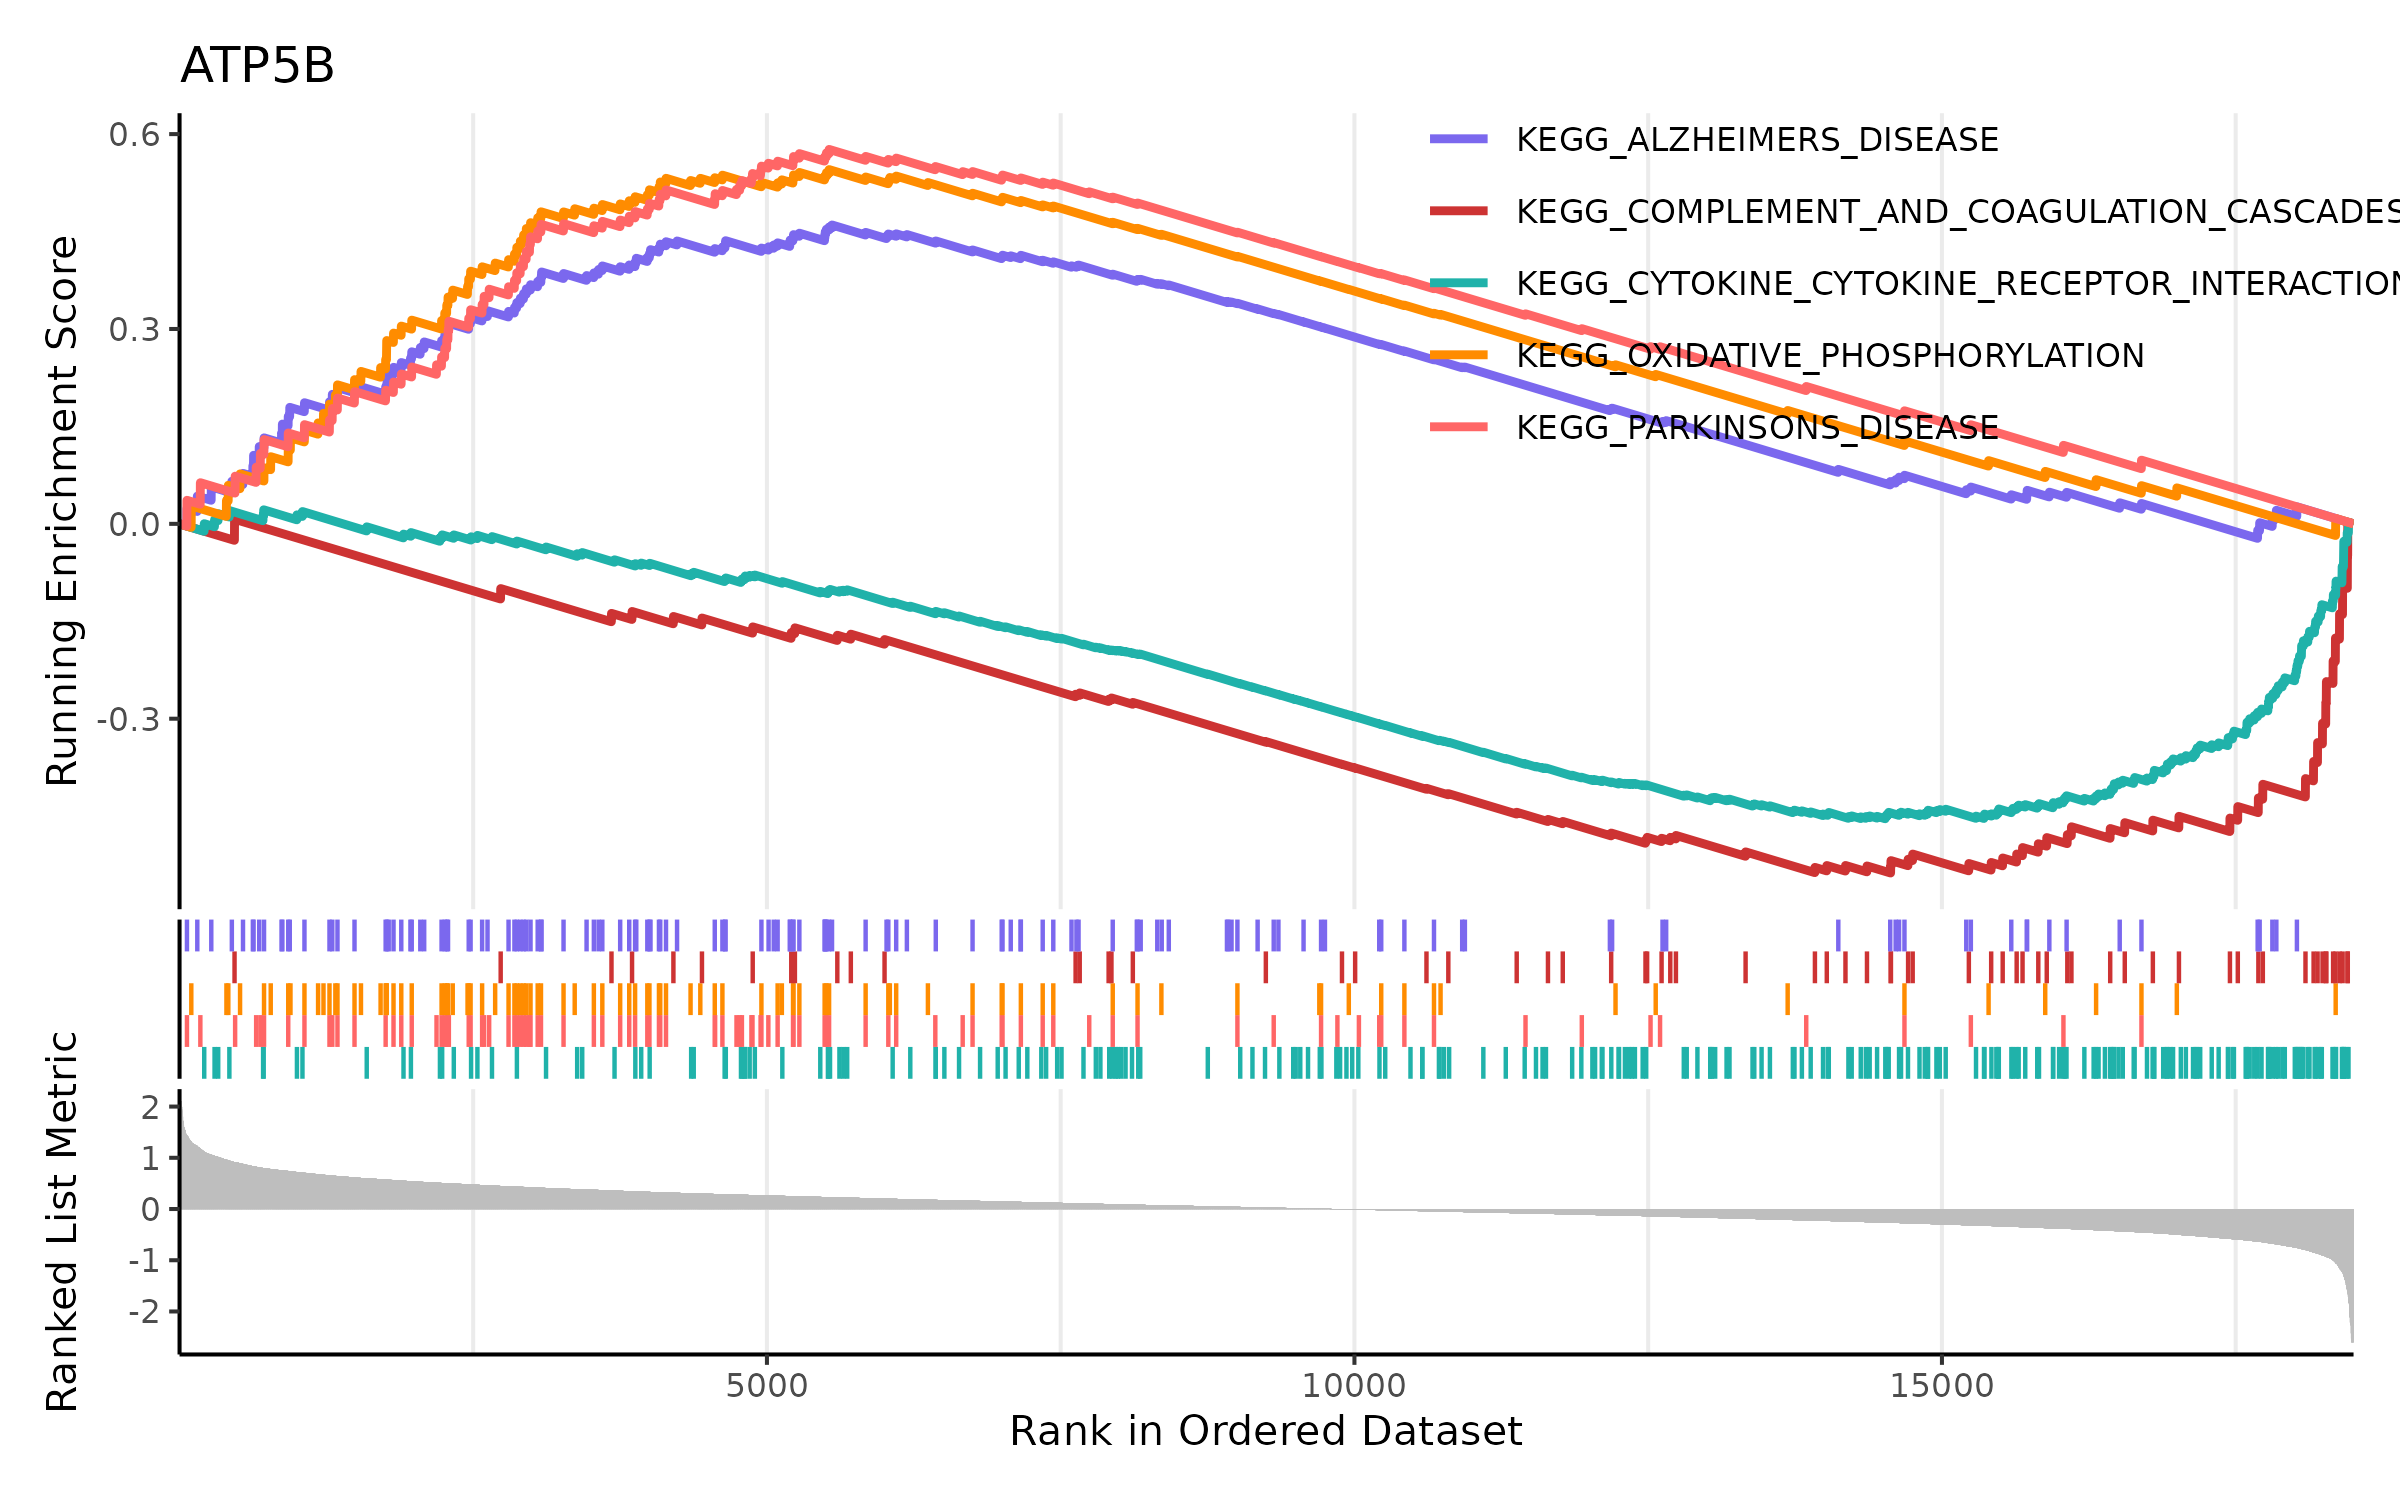 ATP5B
0.6
0.3
0.0
-0.3
Running Enrichment Score
KEGG_ALZHEIMERS_DISEASE
KEGG_COMPLEMENT_AND_COAGULATION_CASCADES
KEGG_CYTOKINE_CYTOKINE_RECEPTOR_INTERACTION
KEGG_OXIDATIVE_PHOSPHORYLATION
KEGG_PARKINSONS_DISEASE
2
1
0
-1
-2
Ranked List Metric
5000
10000
15000
Rank in Ordered Dataset